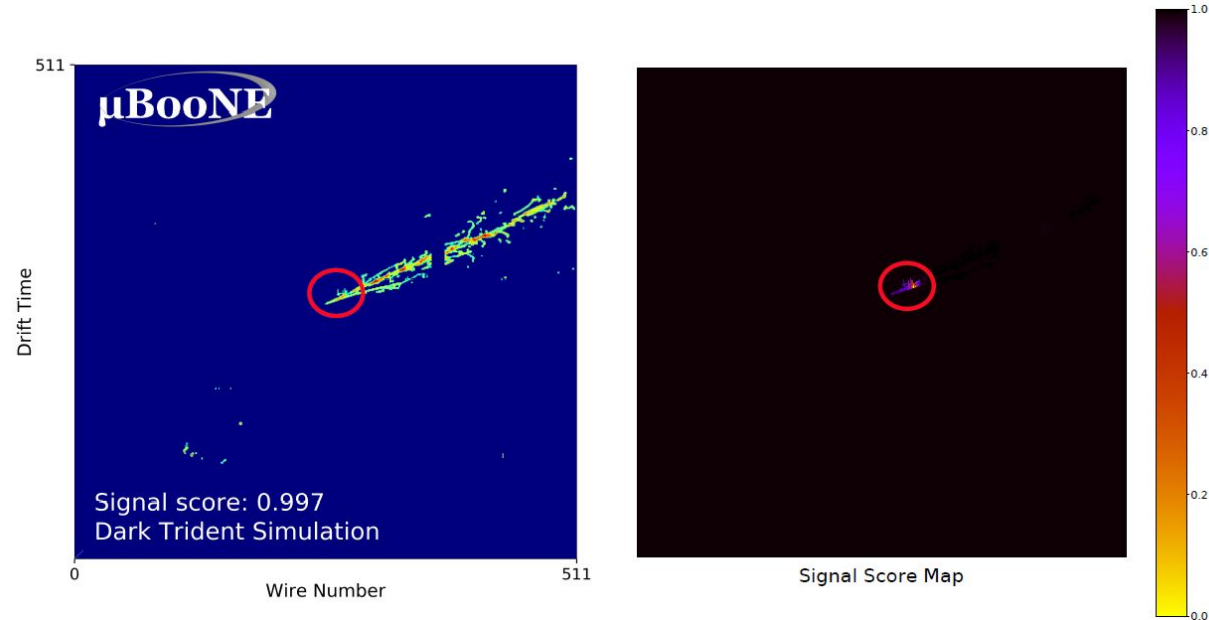 511
μBooNE
Drift Time
Signal score: 0.997
Dark Trident Simulation
0
511
Wire Number
Signal Score Map
1.0
0.8
0.6
0.4
0.2
0.0